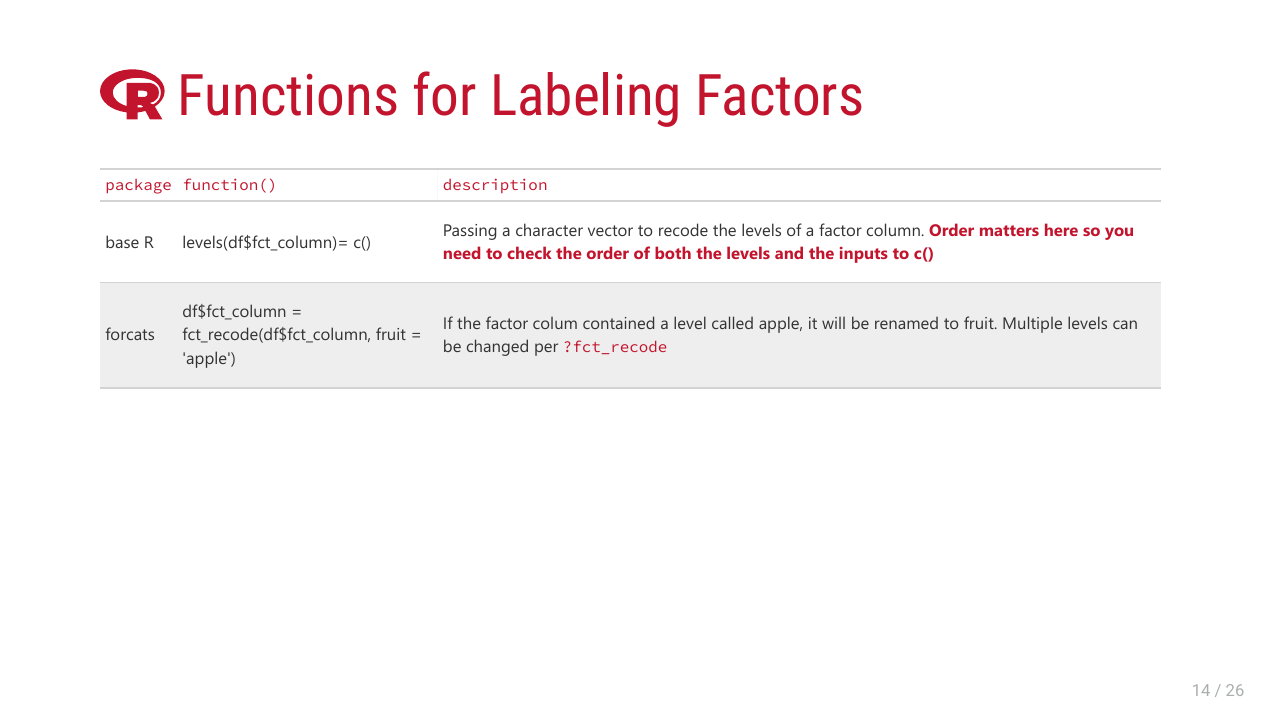 R Functions for Labeling Factors
package function() description
base R
levels(df$fct_column)= c()
Passing a character vector to recode the levels of a factor column. Order matters here so you
need to check the order of both the levels and the inputs to c()
forcats
df$fct_column =
fct_recode(df$fct_column, fruit =
'apple')
If the factor colum contained a level called apple, it will be renamed to fruit. Multiple levels can
be changed per ?fct_recode
14 / 26